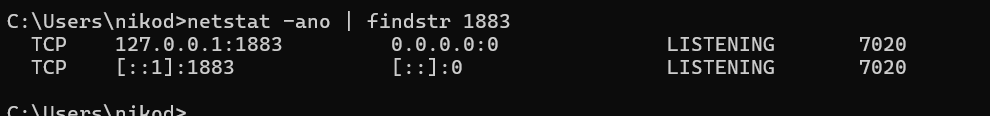 C:\Users\nikod>netstat -ano | findstr 1883
  TCP    127.0.0.1:1883         0.0.0.0:0              LISTENING       7020
  TCP    [::1]:1883             [::]:0                 LISTENING       7020
C:\Users\nikod>